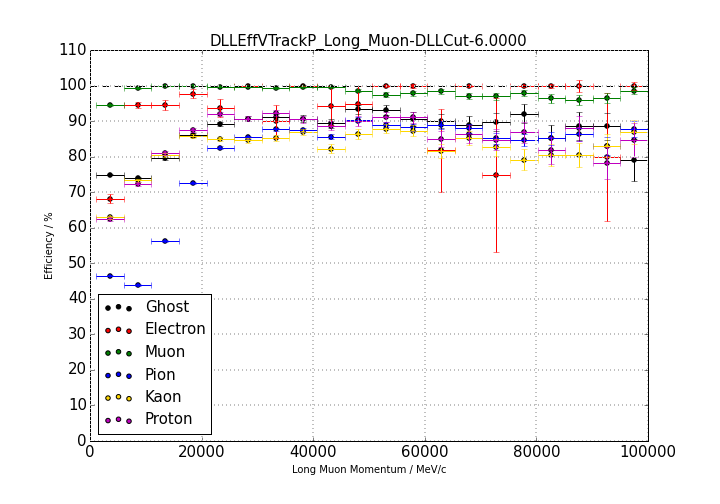 DLLEffVTrackP_Long_Muon-DLLCut-6.0000
110
100
90
80
70
60
50
40
30
20
10
0
Efficiency / %
Ghost
Electron
Muon
Pion
Kaon
Proton
0 20000 40000 60000 80000 100000
Long Muon Momentum / MeV/c